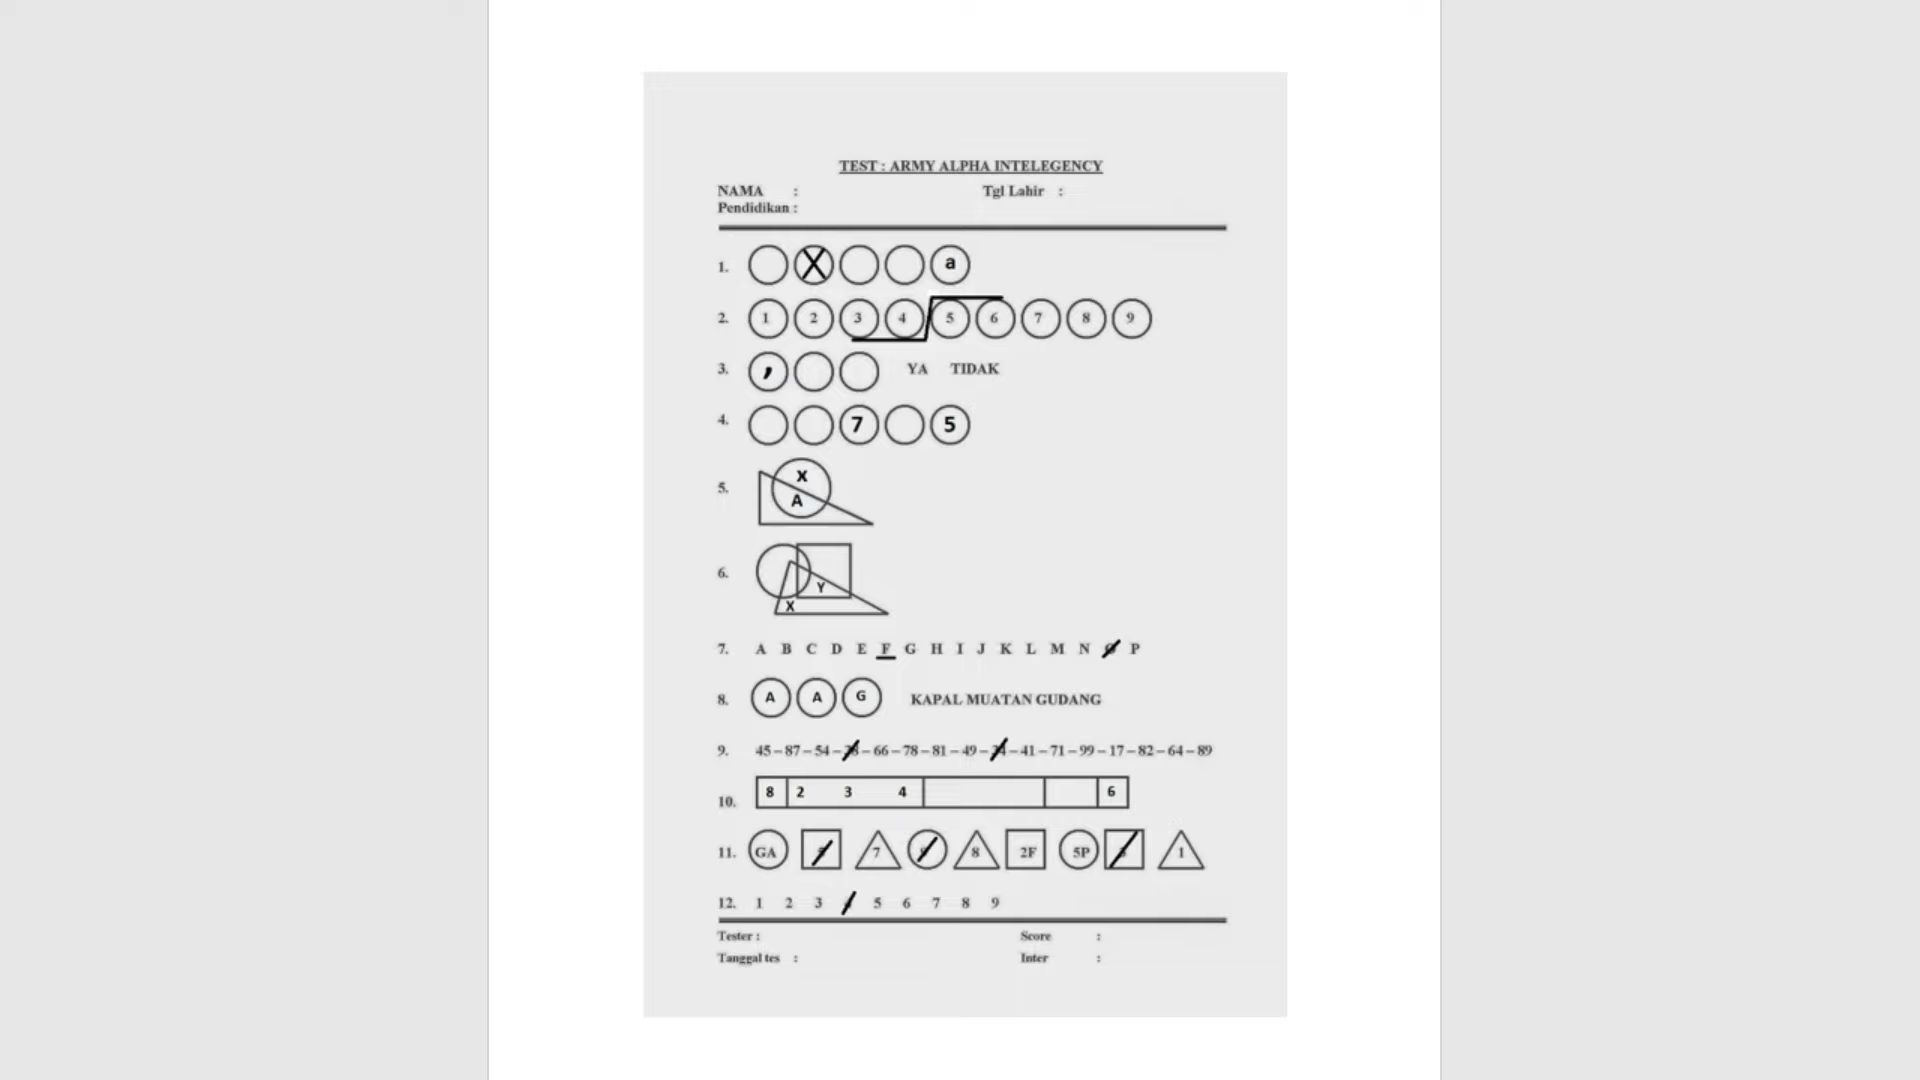 TEST : ARMY ALPHA INTELEGENCY
NAMA : Tgl Lahir :
Pendidikan :
1. X a
2. 1 2 3 4 5 6 7 8 9
3. , YA TIDAK
4. 7 5
5. X
A
6. Y
X
7. A B C D E F G H I J K L M N O P
8. A A G KAPAL MUATAN GUDANG
9. 45 – 87 – 54 – – 66 – 78 – 81 – 49 – – 41 – 71 – 99 – 17 – 82 – 64 – 89
10. 8 2 3 4 6
11. GA 7 8 2F 5P 1
12. 1 2 3 4 5 6 7 8 9
Tester : Score :
Tanggal tes : Inter :